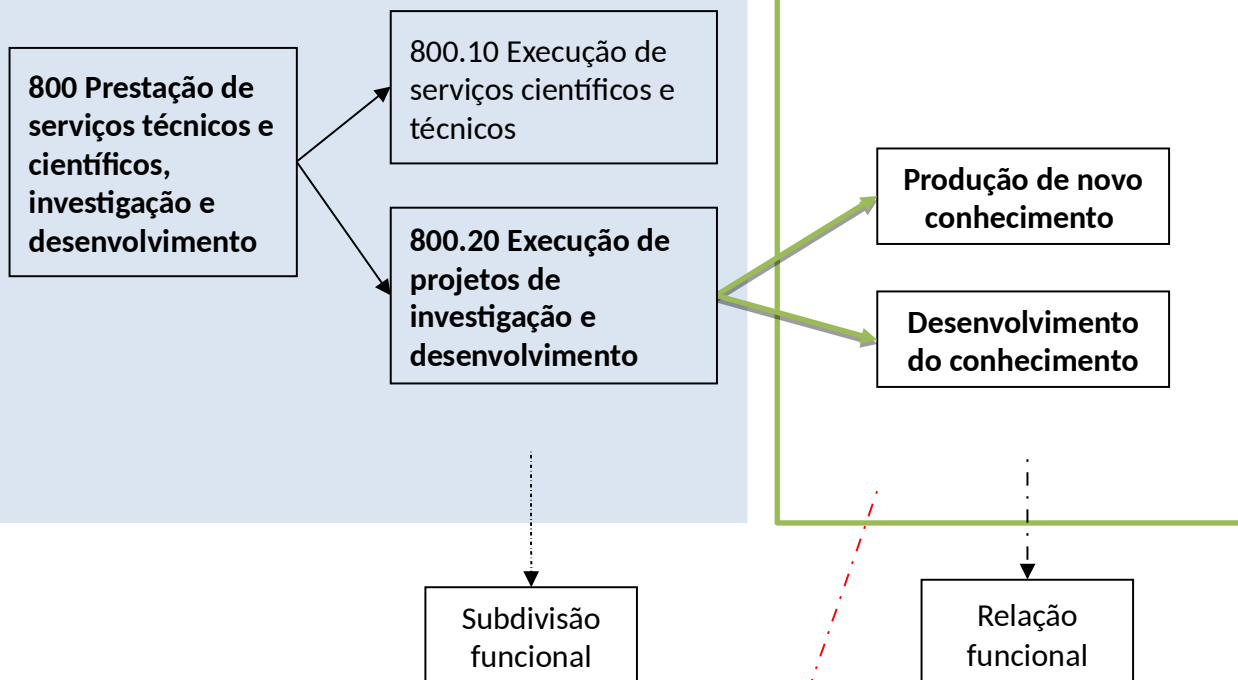 800 Prestação de
serviços técnicos e
científicos,
investigação e
desenvolvimento
800.10 Execução de
serviços científicos e
técnicos
800.20 Execução de
projetos de
investigação e
desenvolvimento
Produção de novo
conhecimento
Desenvolvimento
do conhecimento
Subdivisão
funcional
Relação
funcional